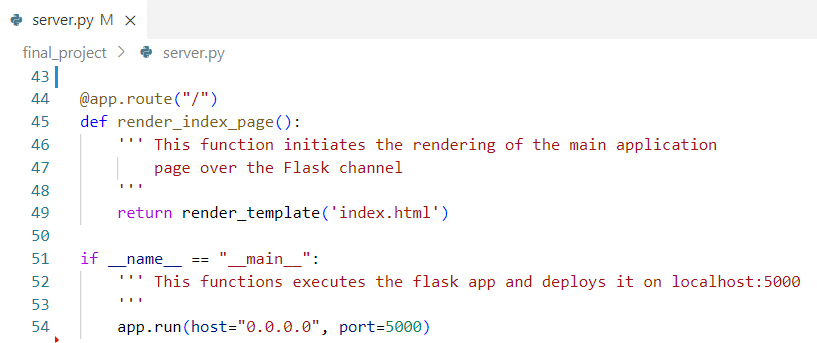 server.py M ×
final_project > server.py
43
44 @app.route("/")
45 def render_index_page():
46     ''' This function initiates the rendering of the main application
47         page over the Flask channel
48     '''
49     return render_template('index.html')
50
51 if __name__ == "__main__":
52     ''' This functions executes the flask app and deploys it on localhost:5000
53     '''
54     app.run(host="0.0.0.0", port=5000)